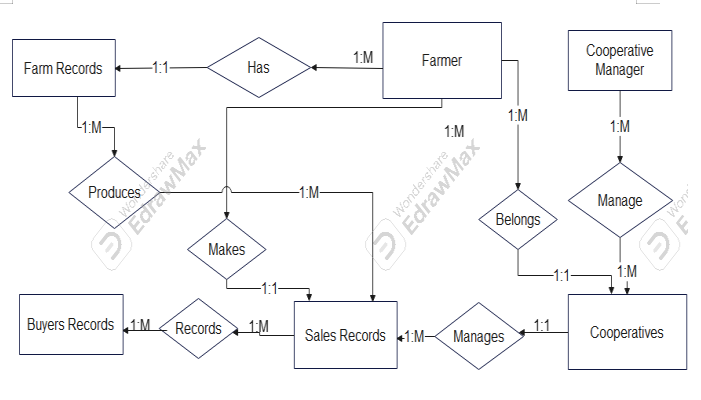 Farm Records
1:1
Has
1:M
Farmer
Cooperative
Manager
1:M
1:M
1:M
1:M
Produces
1:M
Belongs
Manage
Makes
1:1
1:1
1:M
Buyers Records
1:M
Records
1:M
Sales Records
1:M
Manages
1:1
Cooperatives
Wondershare
EdrawMax
Wondershare
EdrawMax